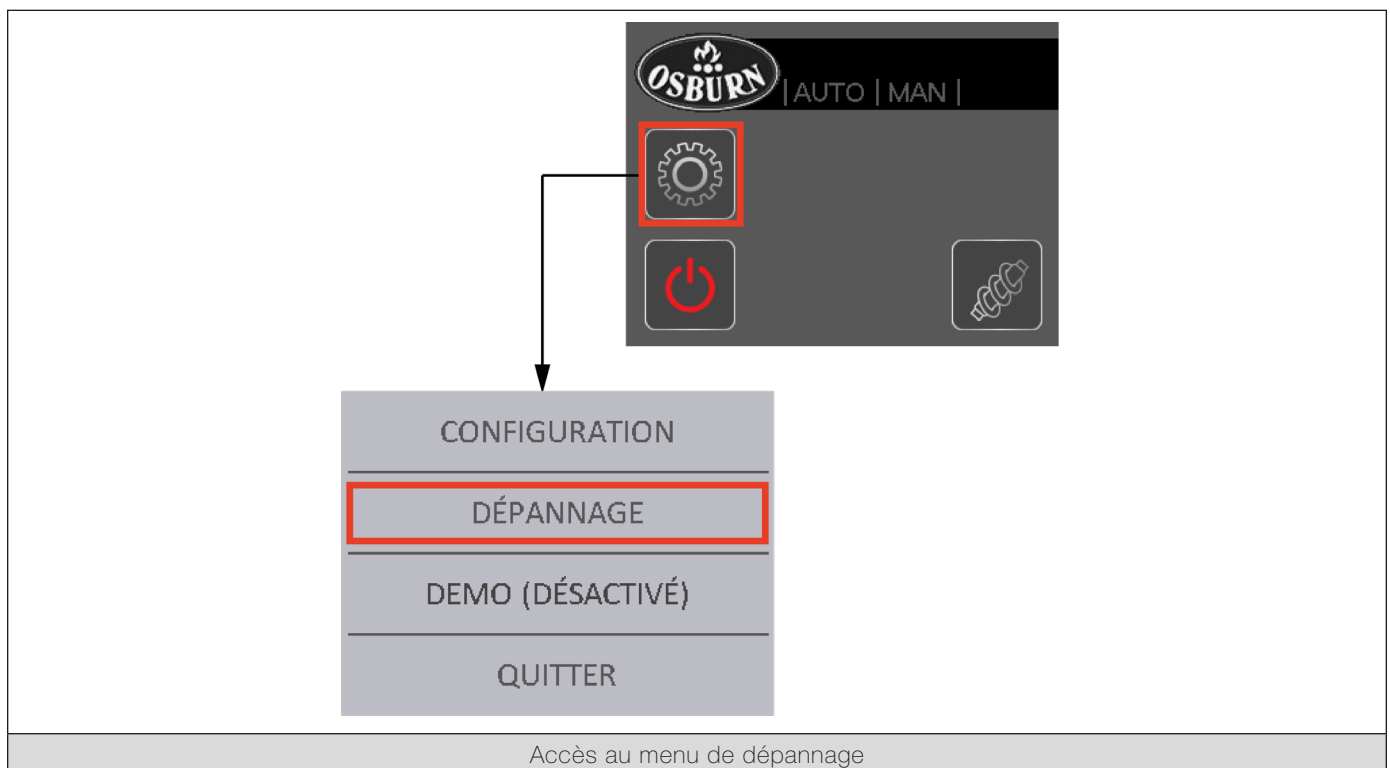 OSBURN
| AUTO | MAN |
CONFIGURATION
DÉPANNAGE
DEMO (DÉSACTIVÉ)
QUITTER
Accès au menu de dépannage